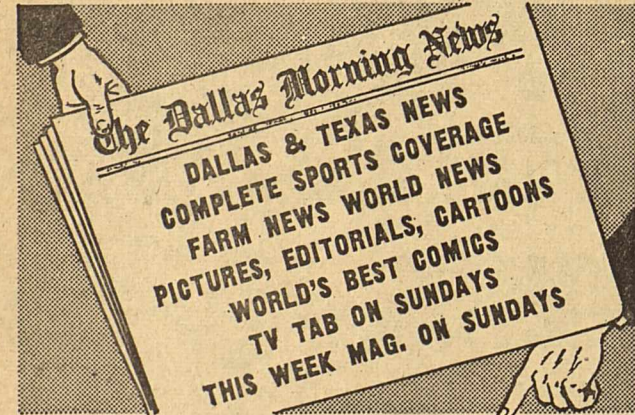 The Dallas Morning News
DALLAS & TEXAS NEWS
COMPLETE SPORTS COVERAGE
FARM NEWS WORLD NEWS
PICTURES, EDITORIALS, CARTOONS
WORLD'S BEST COMICS
TV TAB ON SUNDAYS
THIS WEEK MAG. ON SUNDAYS